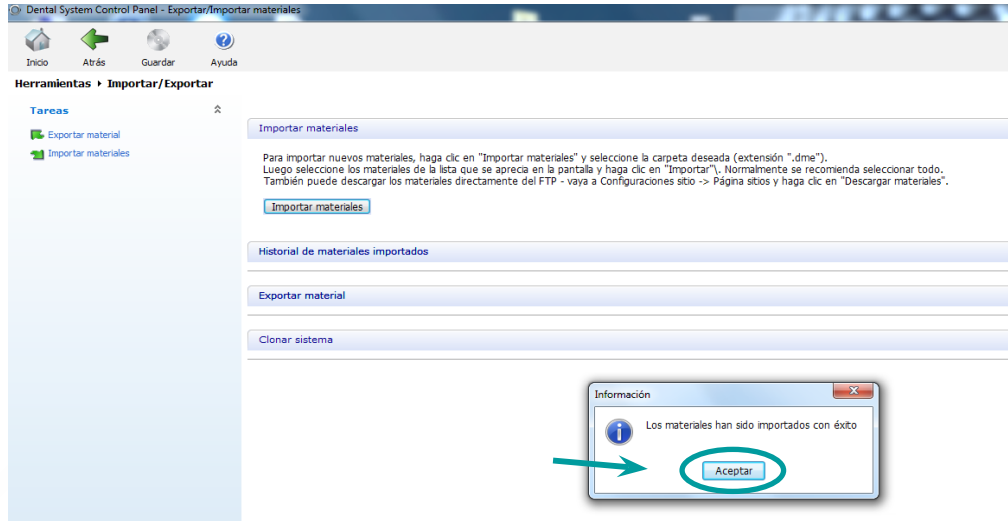 Dental System Control Panel - Exportar/Importar materiales
Inicio Atrás Guardar Ayuda
Herramientas ▸ Importar/Exportar
Tareas
Exportar material
Importar materiales
Importar materiales
Para importar nuevos materiales, haga clic en "Importar materiales" y seleccione la carpeta deseada (extensión ".dme").
Luego seleccione los materiales de la lista que se aprecia en la pantalla y haga clic en "Importar"\. Normalmente se recomienda seleccionar todo.
También puede descargar los materiales directamente del FTP - vaya a Configuraciones sitio -> Página sitios y haga clic en "Descargar materiales".
Importar materiales
Historial de materiales importados
Exportar material
Clonar sistema
Información
Los materiales han sido importados con éxito
Aceptar